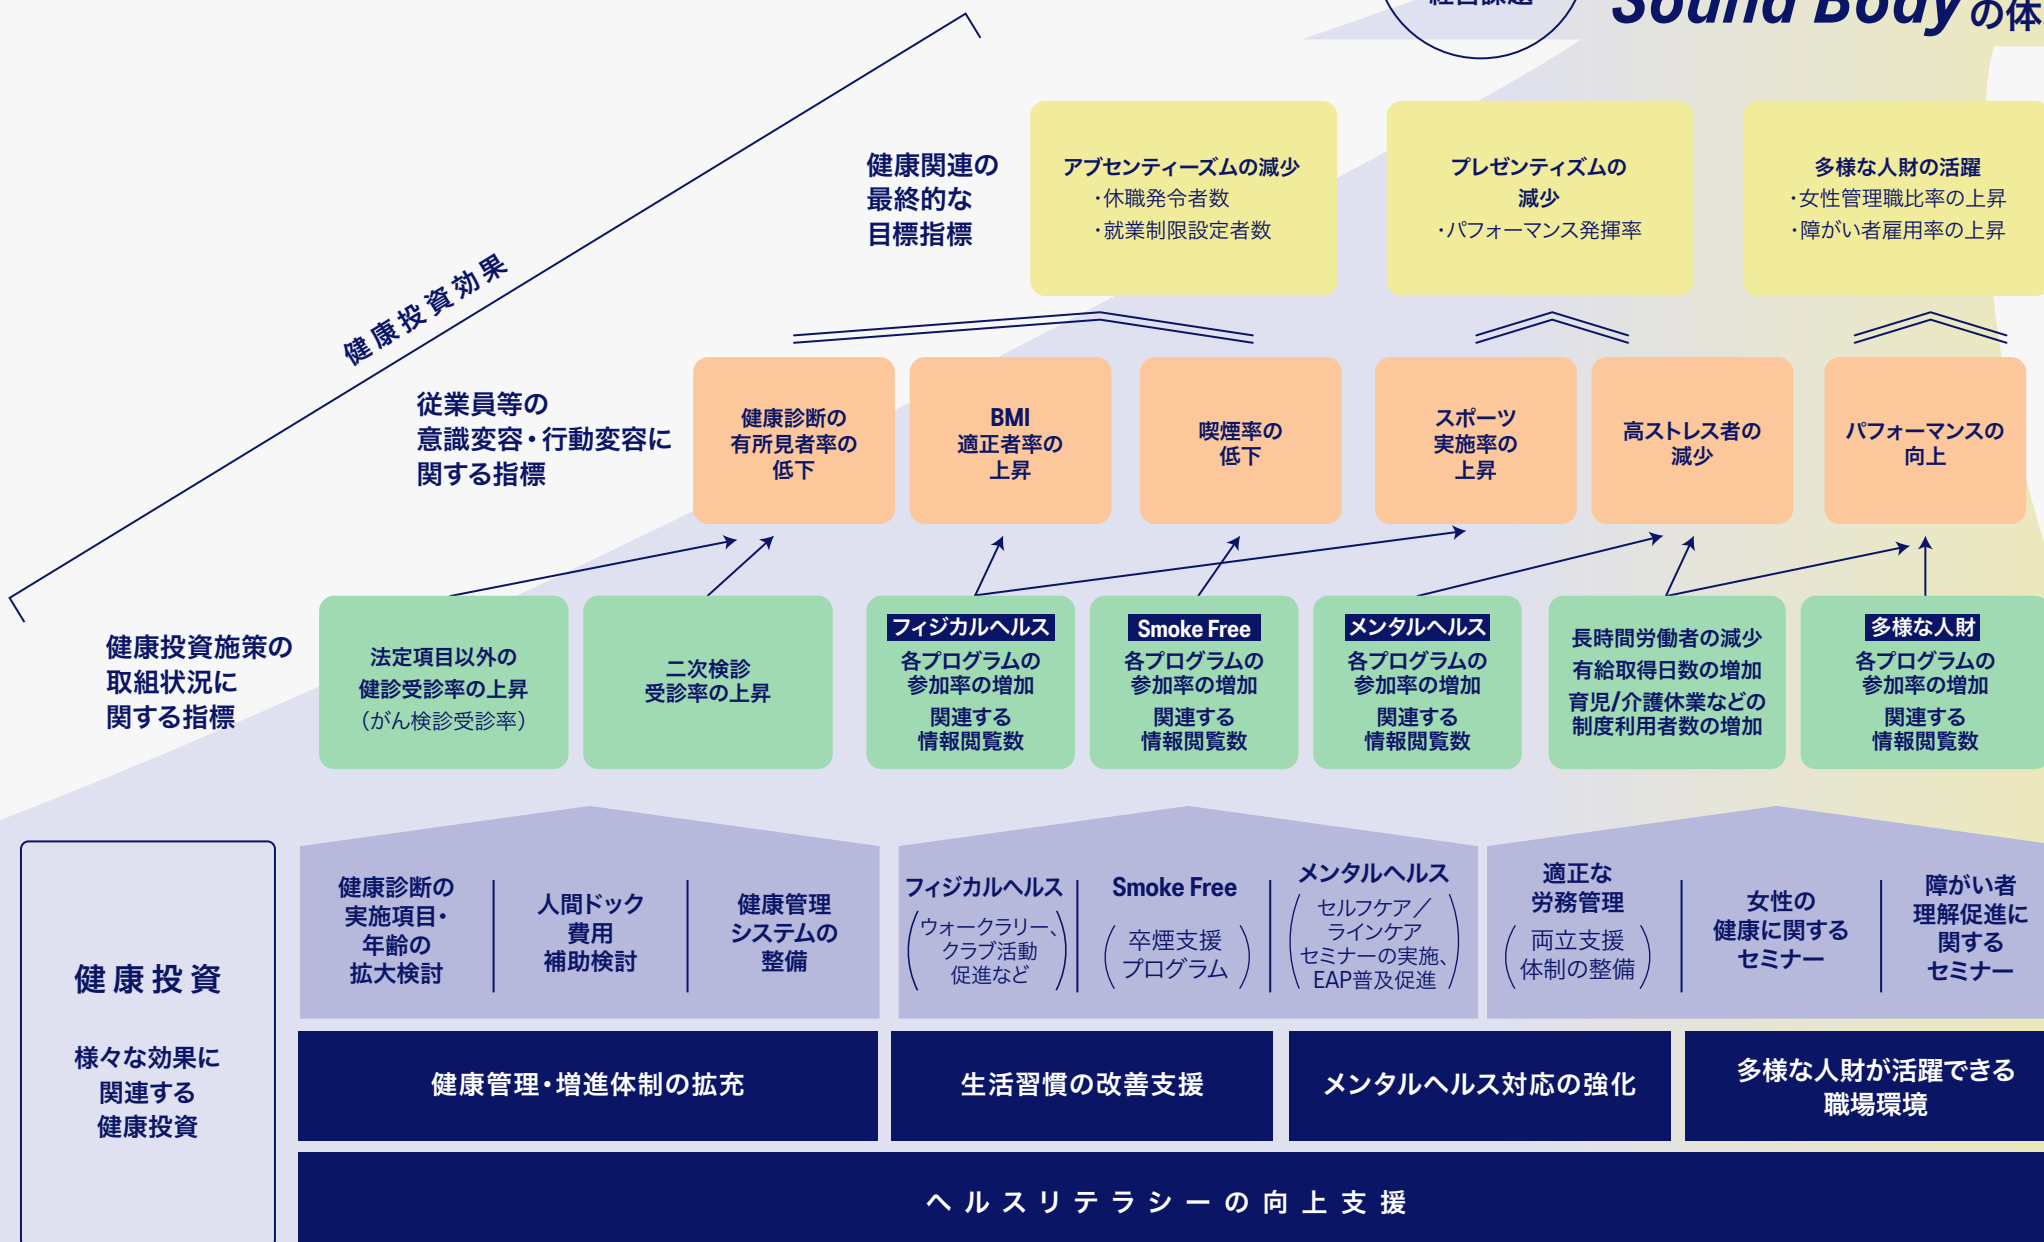 経営課題
Sound Bodyの体
健康投資効果
健康関連の
最終的な
目標指標
アブセンティーズムの減少
・休職発令者数
・就業制限設定者数
プレゼンティズムの
減少
・パフォーマンス発揮率
多様な人財の活躍
・女性管理職比率の上昇
・障がい者雇用率の上昇
従業員等の
意識変容・行動変容に
関する指標
健康診断の
有所見者率の
低下
BMI
適正者率の
上昇
喫煙率の
低下
スポーツ
実施率の
上昇
高ストレス者の
減少
パフォーマンスの
向上
健康投資施策の
取組状況に
関する指標
法定項目以外の
健診受診率の上昇
（がん検診受診率）
二次検診
受診率の上昇
フィジカルヘルス
各プログラムの
参加率の増加
関連する
情報閲覧数
Smoke Free
各プログラムの
参加率の増加
関連する
情報閲覧数
メンタルヘルス
各プログラムの
参加率の増加
関連する
情報閲覧数
長時間労働者の減少
有給取得日数の増加
育児/介護休業などの
制度利用者数の増加
多様な人財
各プログラムの
参加率の増加
関連する
情報閲覧数
健康投資
様々な効果に
関連する
健康投資
健康診断の
実施項目・
年齢の
拡大検討
人間ドック
費用
補助検討
健康管理
システムの
整備
フィジカルヘルス
（ウォークラリー、
クラブ活動
促進など）
Smoke Free
（卒煙支援
プログラム）
メンタルヘルス
（セルフケア／
ラインケア
セミナーの実施、
EAP普及促進）
適正な
労務管理
（両立支援
体制の整備）
女性の
健康に関する
セミナー
障がい者
理解促進に
関する
セミナー
健康管理・増進体制の拡充
生活習慣の改善支援
メンタルヘルス対応の強化
多様な人財が活躍できる
職場環境
ヘルスリテラシーの向上支援